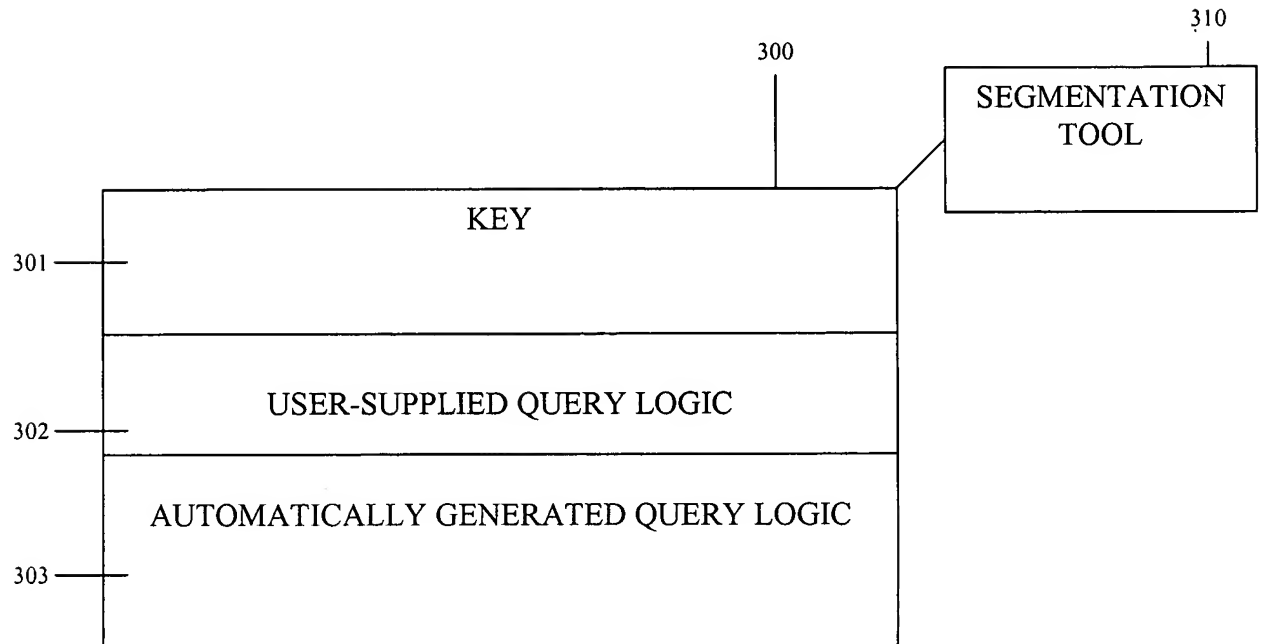 310
300
SEGMENTATION
TOOL
KEY
301
USER-SUPPLIED QUERY LOGIC
302
AUTOMATICALLY GENERATED QUERY LOGIC
303